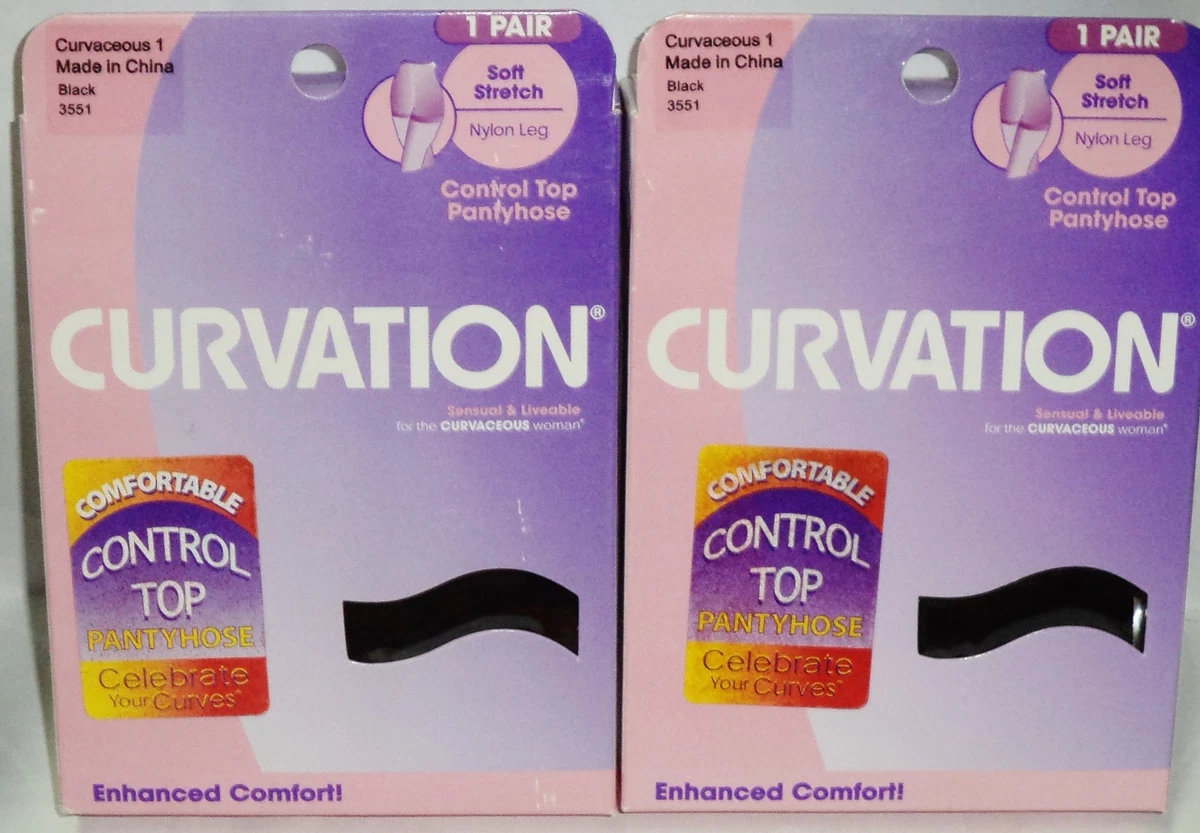 Curvaceous 1
Made in China
Black
3551
1 PAIR
Soft
Stretch
Nylon Leg
Control Top
Pantyhose
CURVATION®
Sensual & Liveable
for the CURVACEOUS woman®
COMFORTABLE
CONTROL
TOP
PANTYHOSE
Celebrate
Your Curves™
Enhanced Comfort!
Curvaceous 1
Made in China
Black
3551
1 PAIR
Soft
Stretch
Nylon Leg
Control Top
Pantyhose
CURVATION®
Sensual & Liveable
for the CURVACEOUS woman®
COMFORTABLE
CONTROL
TOP
PANTYHOSE
Celebrate
Your Curves™
Enhanced Comfort!